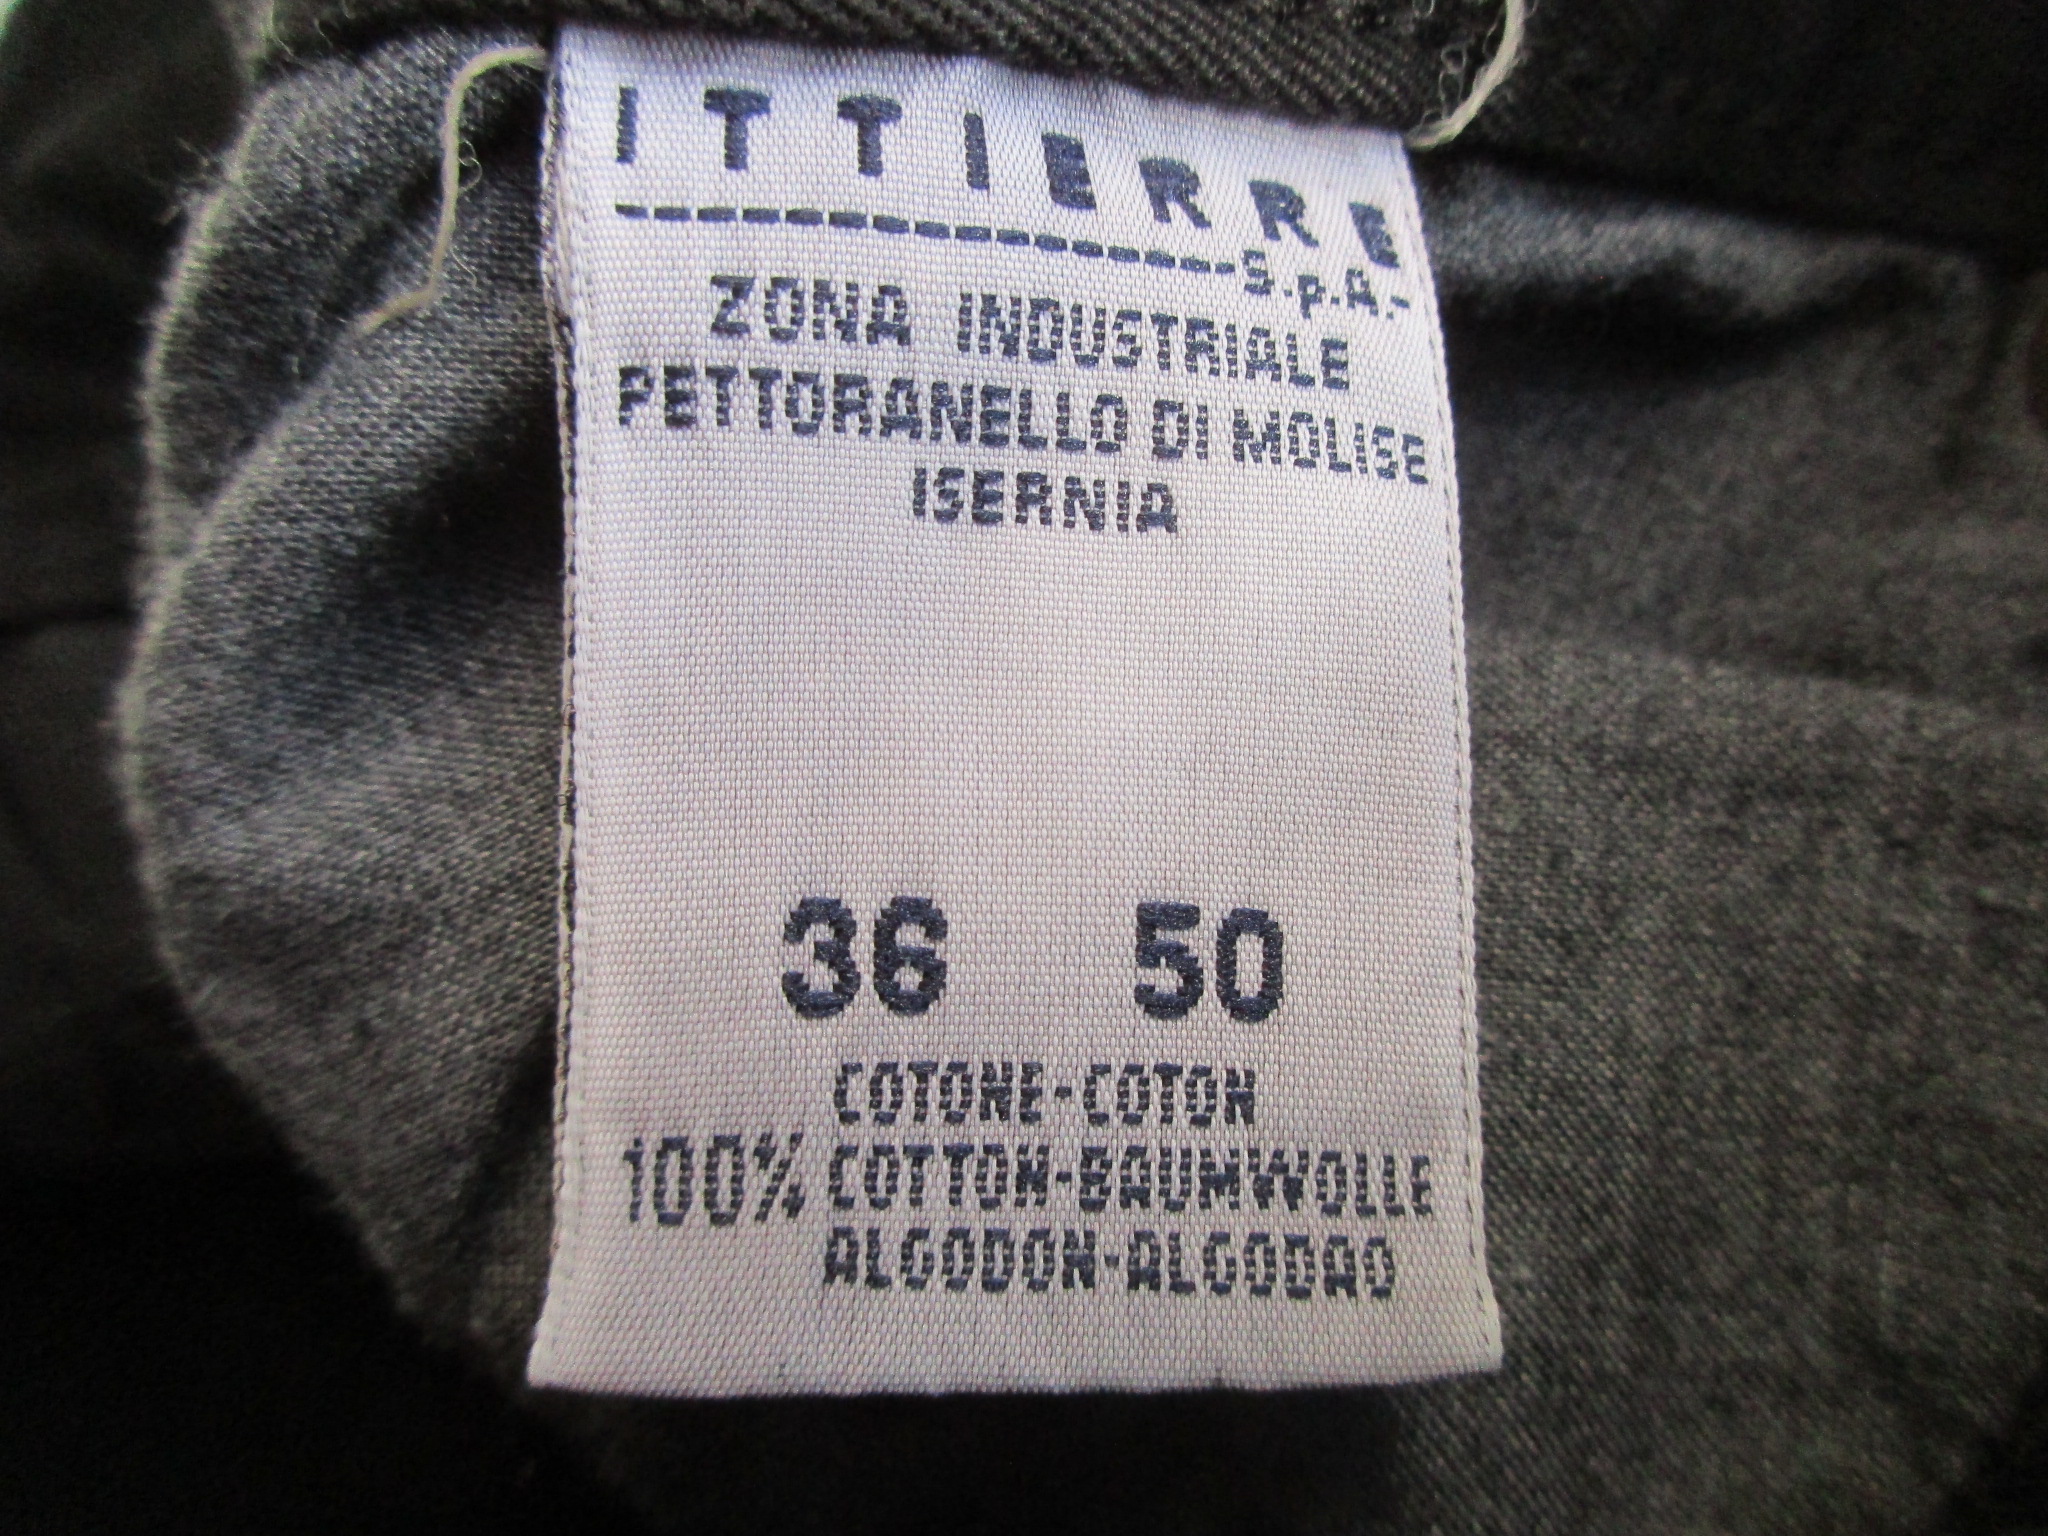 ITTIERRE
S.p.A.-
ZONA INDUSTRIALE
PETTORANELLO DI MOLISE
ISERNIA
36 50
COTONE-COTON
100% COTTON-BAUMWOLLE
ALGODON-ALGODAO